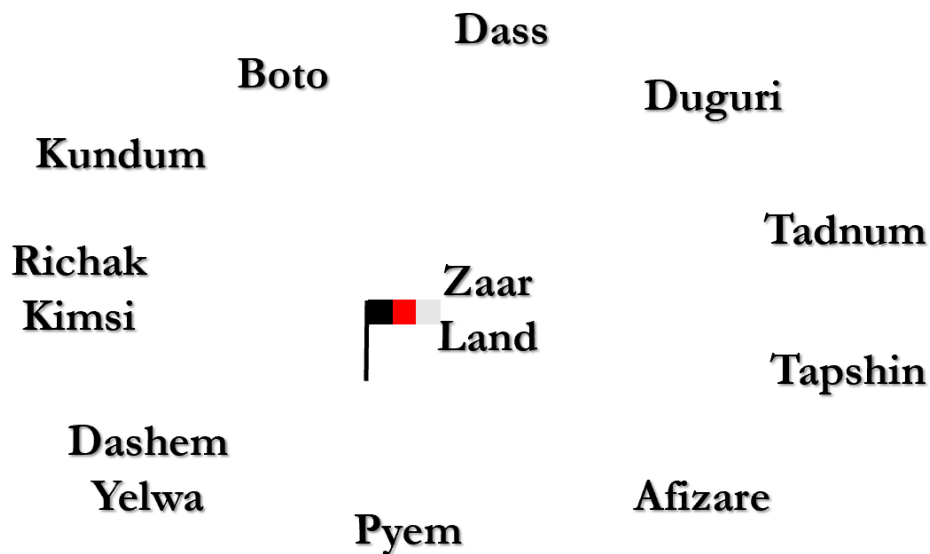 Dass
Boto
Duguri
Kundum
Tadnum
Richak
Kimsi
Zaar
Land
Tapshin
Dashem
Yelwa
Afizare
Pyem